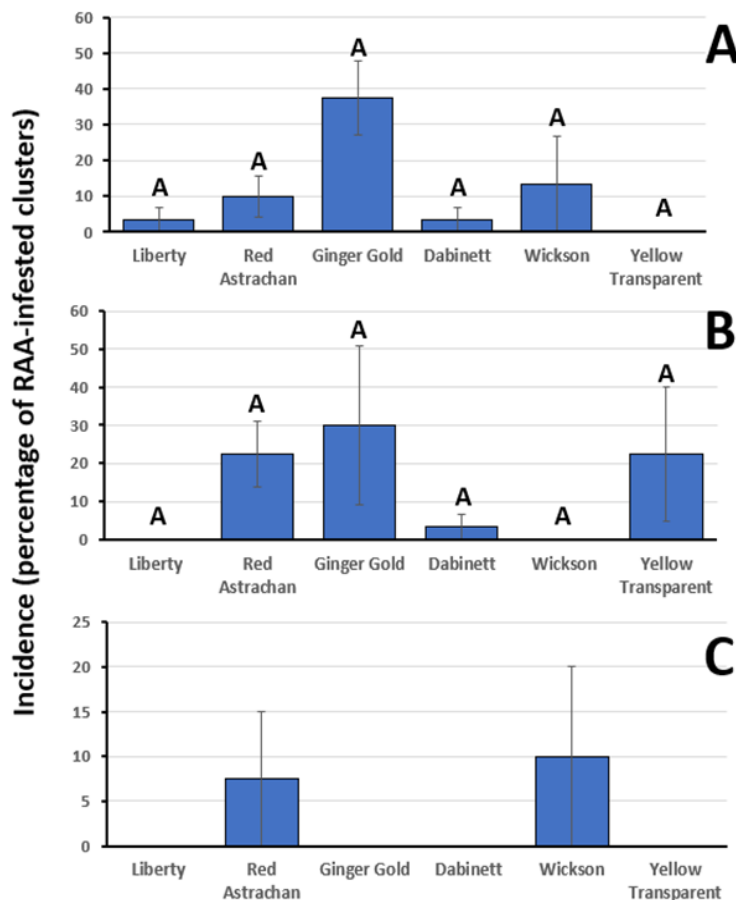 Incidence (percentage of RAA-infested clusters)
A
60
50
40
30
20
10
0
A
A
A
A
A
A
Liberty
Red
Astrachan
Ginger Gold
Dabinett
Wickson
Yellow
Transparent
B
60
50
40
30
20
10
0
A
A
A
A
A
A
Liberty
Red
Astrachan
Ginger Gold
Dabinett
Wickson
Yellow
Transparent
C
25
20
15
10
5
0
Liberty
Red
Astrachan
Ginger Gold
Dabinett
Wickson
Yellow
Transparent